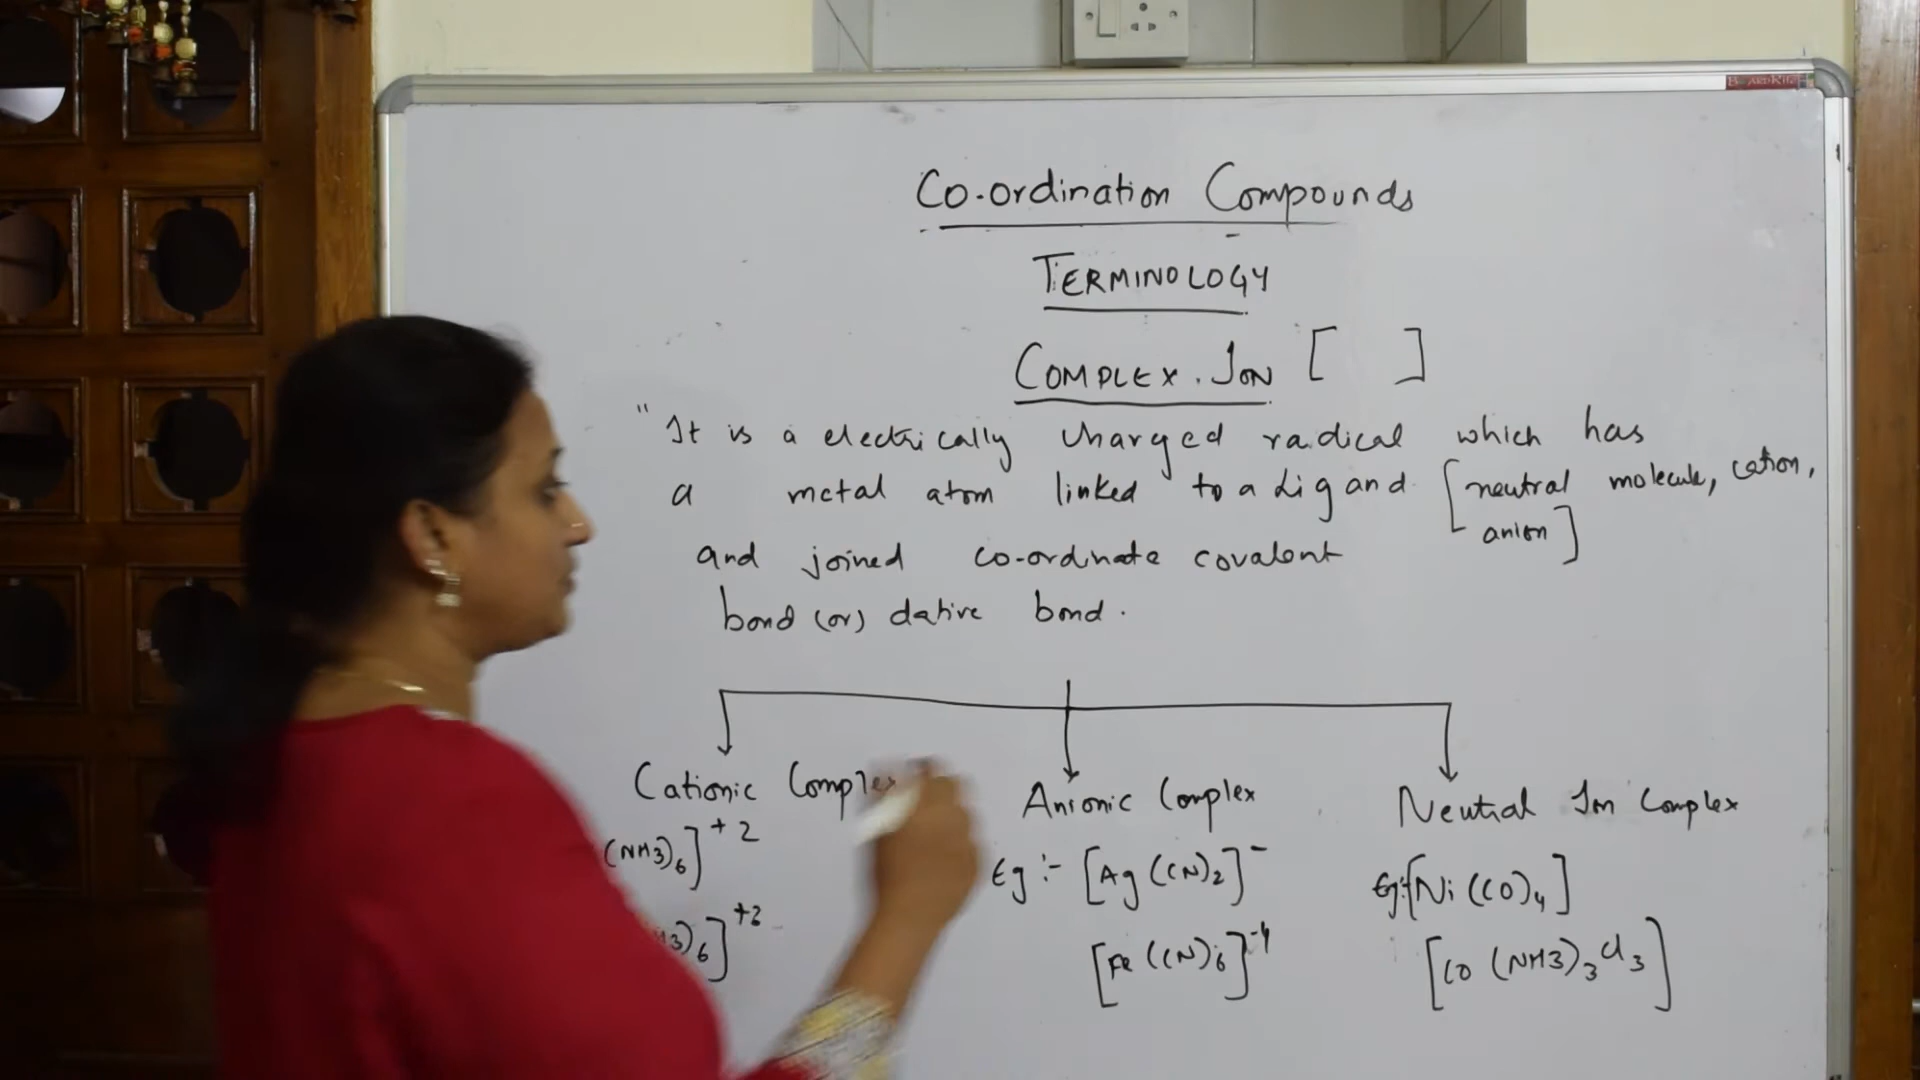 Co-ordination Compounds
TERMINOLOGY
COMPLEX. ION [ ]
"It is a electrically charged radical which has
a metal atom linked to a Ligand [neutral molecule, cation,
anion]
and joined co-ordinate covalent
bond (or) dative bond.
Cationic Complex
Anionic Complex
Neutral Ion Complex
(NH3)6]+2
Eg:- [Ag (CN)2]-
Eg:-[Ni (CO)4]
)6]
[Fe (CN)6]-4
[CO (NH3)3 Cl3]